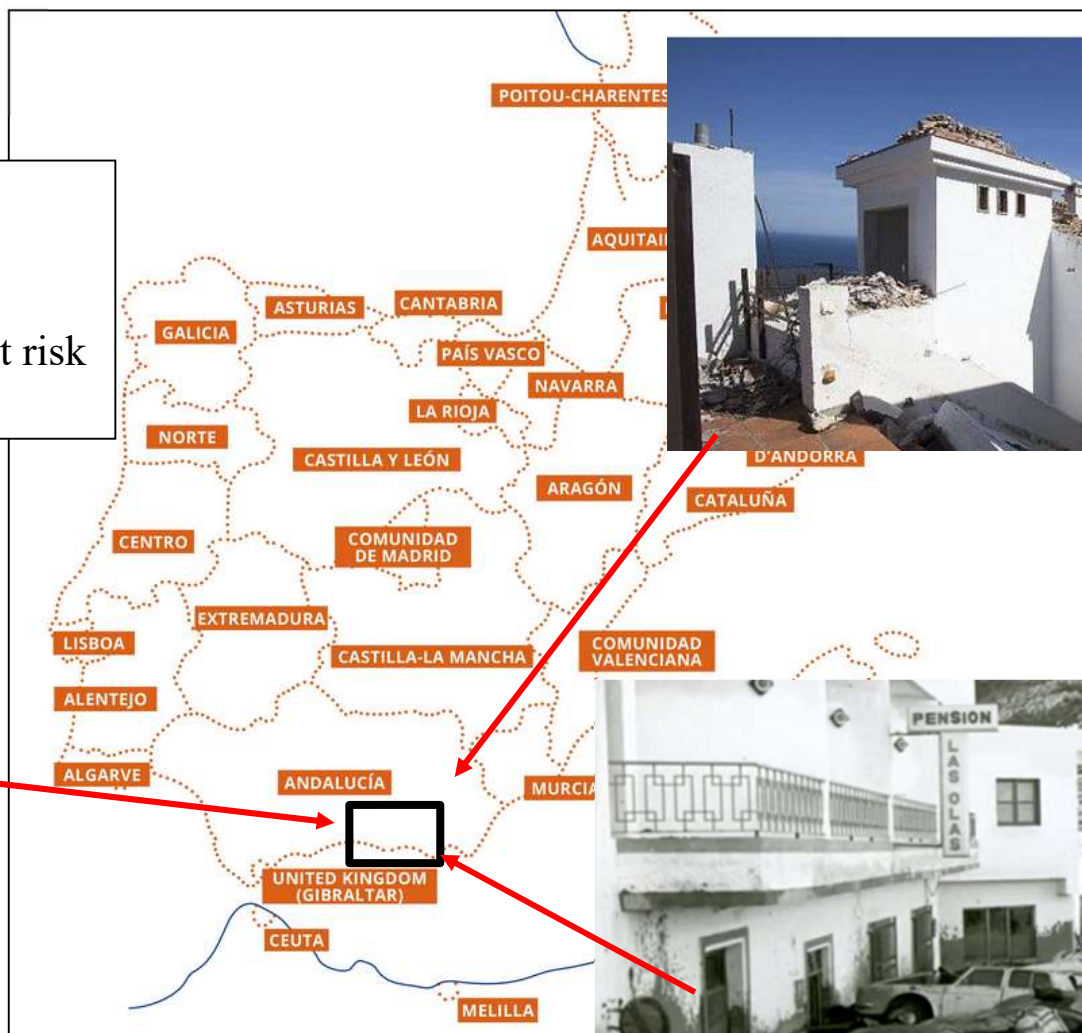 POITOU-CHARENTES
t risk
ASTURIAS
CANTABRIA
GALICIA
PAÍS VASCO
NAVARRA
LA RIOJA
NORTE
CASTILLA Y LEÓN
D'ANDORRA
ARAGÓN
CATALUÑA
CENTRO
COMUNIDAD
DE MADRID
EXTREMADURA
LISBOA
CASTILLA-LA MANCHA
COMUNIDAD
VALENCIANA
ALENTEJO
PENSION
LAS OLAS
ALGARVE
ANDALUCÍA
MURCIA
UNITED KINGDOM
(GIBRALTAR)
CEUTA
MELILLA